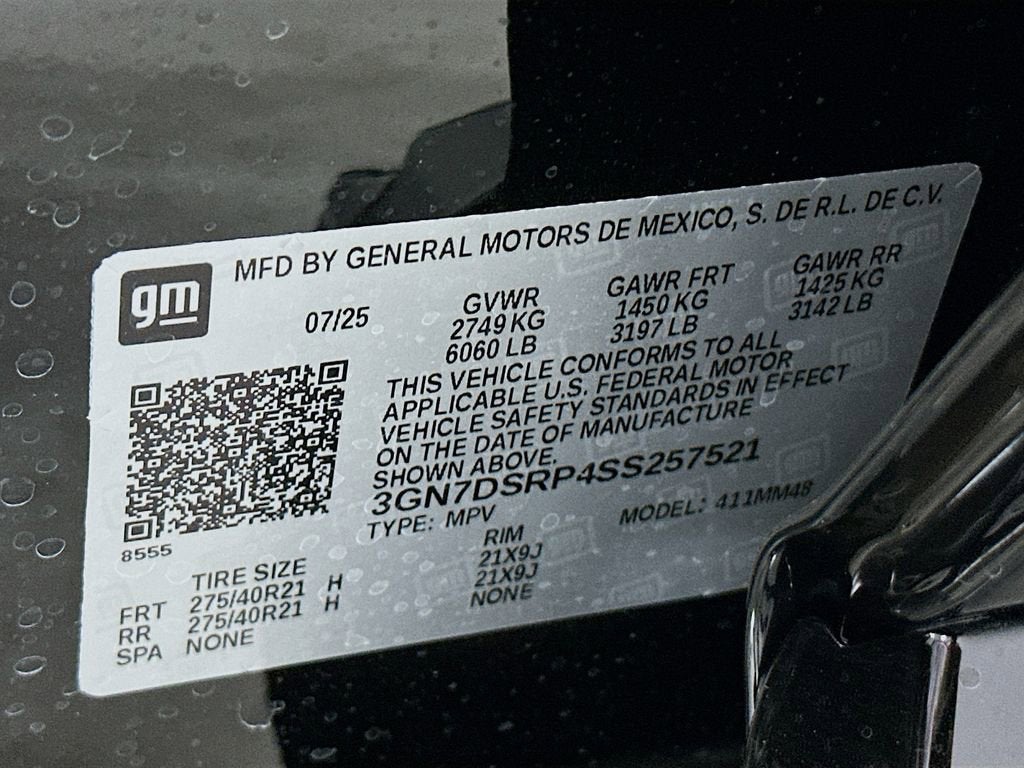 gm
MFD BY GENERAL MOTORS DE MEXICO, S. DE R.L. DE C.V.
07/25
GVWR
2749 KG
6060 LB
GAWR FRT
1450 KG
3197 LB
GAWR RR
1425 KG
3142 LB
THIS VEHICLE CONFORMS TO ALL
APPLICABLE U.S. FEDERAL MOTOR
VEHICLE SAFETY STANDARDS IN EFFECT
ON THE DATE OF MANUFACTURE
SHOWN ABOVE.
3GN7DSRP4SS257521
TYPE: MPV MODEL: 411MM48
8555
TIRE SIZE RIM
FRT 275/40R21 H 21X9J
RR 275/40R21 H 21X9J
SPA NONE NONE